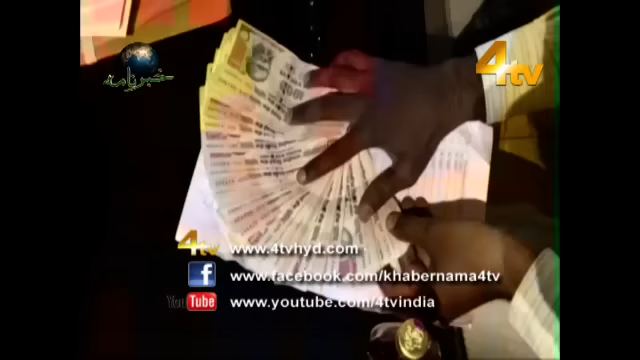 4tv
خبرنامہ
4tv www.4tvhyd.com
f www.facebook.com/khabernama4tv
YouTube www.youtube.com/4tvindia